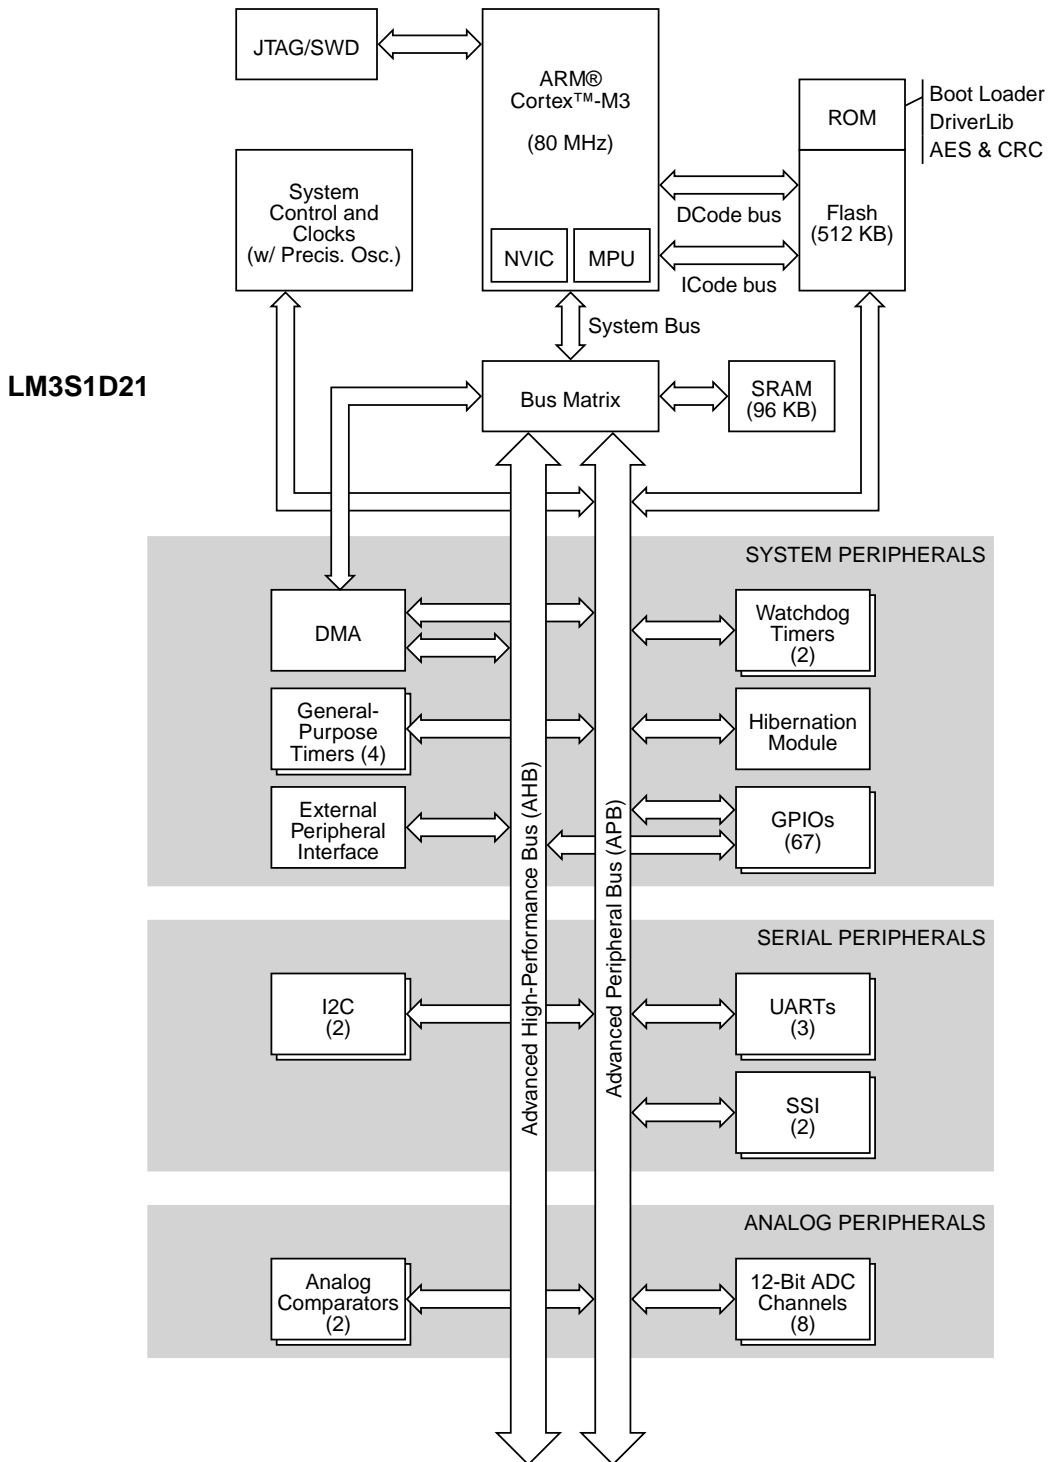 JTAG/SWD
ARM®
Cortex™-M3
(80 MHz)
NVIC
MPU
ROM
Boot Loader
DriverLib
AES & CRC
Flash
(512 KB)
DCode bus
ICode bus
System
Control and
Clocks
(w/ Precis. Osc.)
System Bus
LM3S1D21
Bus Matrix
SRAM
(96 KB)
SYSTEM PERIPHERALS
DMA
Watchdog
Timers
(2)
General-
Purpose
Timers (4)
Hibernation
Module
External
Peripheral
Interface
GPIOs
(67)
Advanced High-Performance Bus (AHB)
Advanced Peripheral Bus (APB)
SERIAL PERIPHERALS
I2C
(2)
UARTs
(3)
SSI
(2)
ANALOG PERIPHERALS
Analog
Comparators
(2)
12-Bit ADC
Channels
(8)